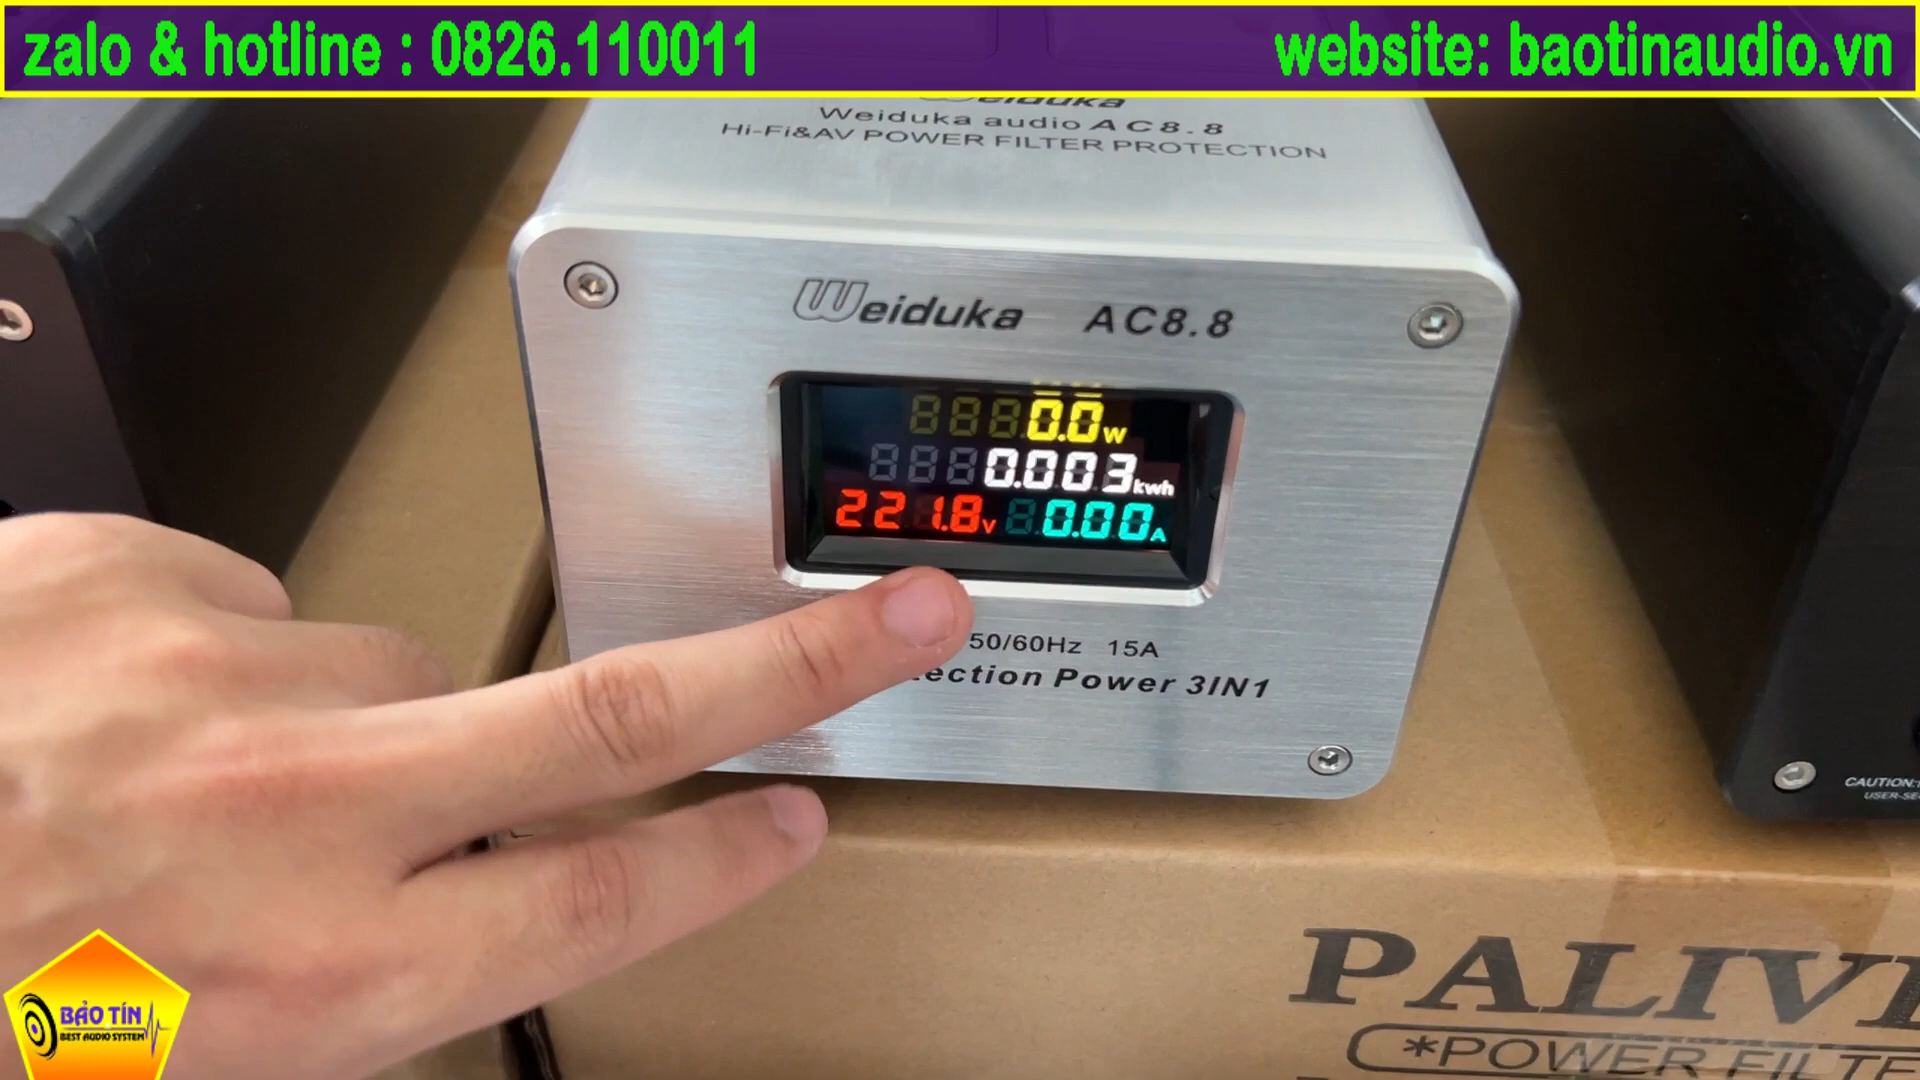 zalo & hotline : 0826.110011
website: baotinaudio.vn
Weiduka
Weiduka audio AC8.8
Hi-Fi&AV POWER FILTER PROTECTION
Weiduka AC8.8
0.0 W
0.003 kwh
221.8 V 0.00 A
50/60Hz 15A
Power 3IN1
CAUTION:
PALIV
*POWER FILTE
BẢO TÍN
BEST AUDIO SYSTEM